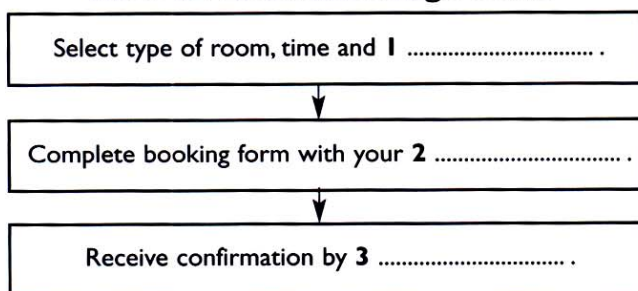 Select type of room, time and 1 ............................... .
Complete booking form with your 2 ............................... .
Receive confirmation by 3 ............................... .